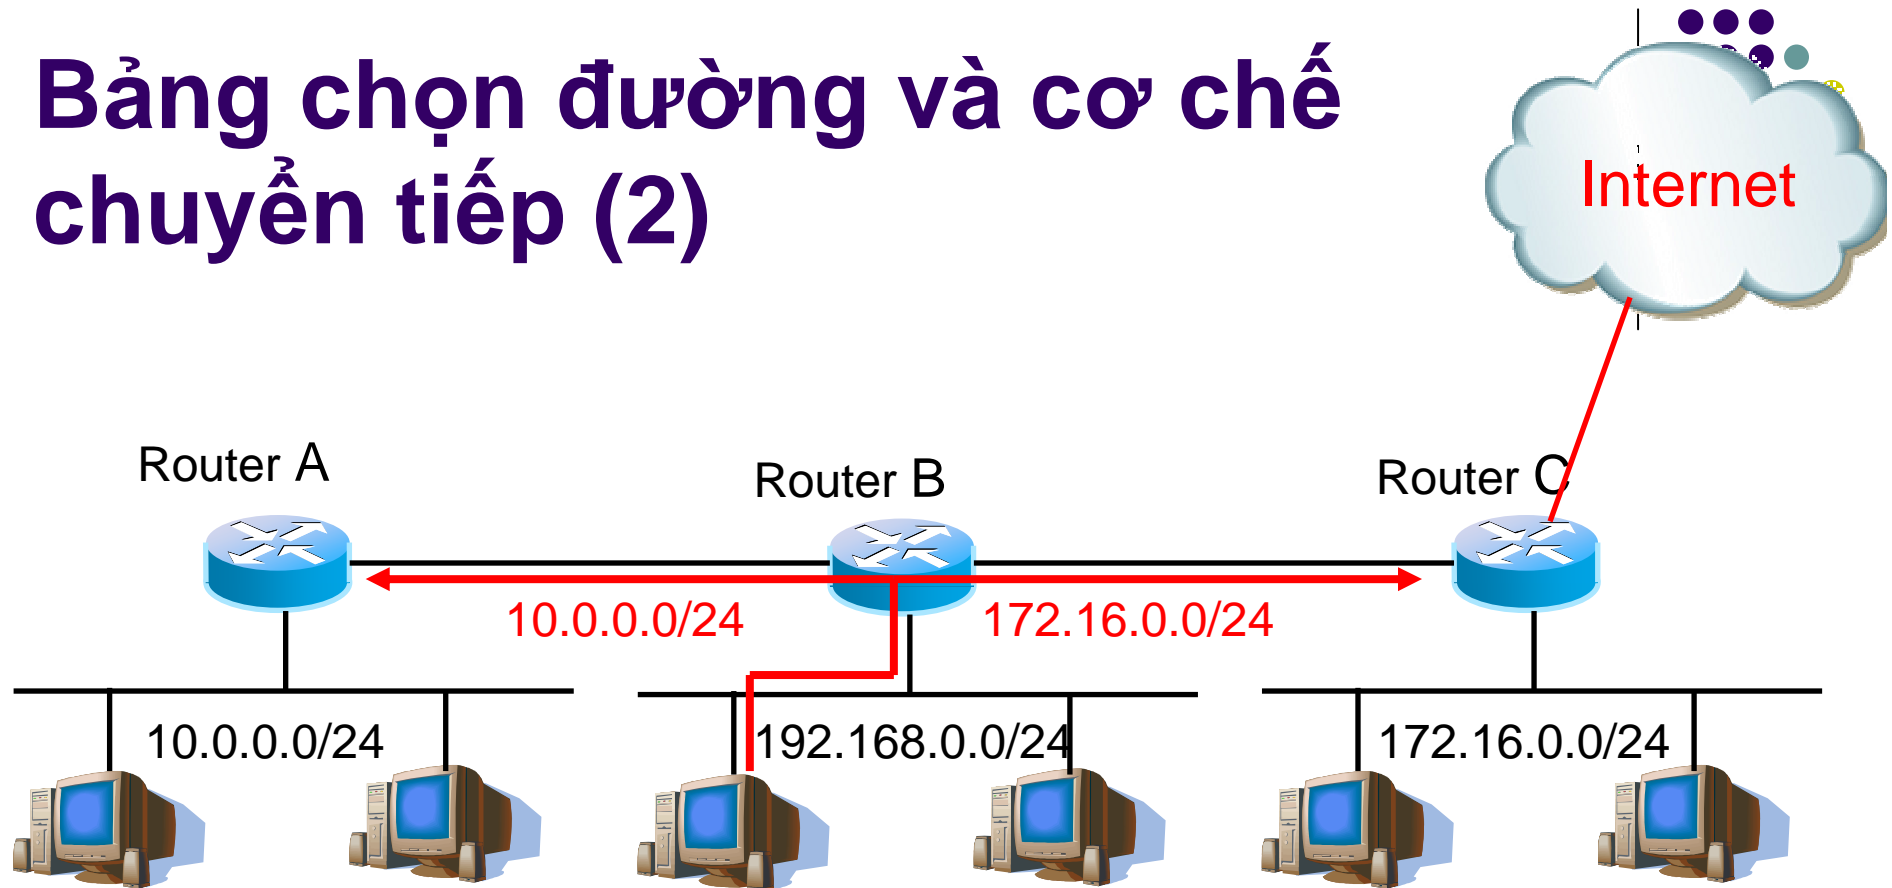 Bảng chọn đường và cơ chế
chuyển tiếp (2)
Internet
Router A
Router B
Router C
10.0.0.0/24
172.16.0.0/24
10.0.0.0/24
192.168.0.0/24
172.16.0.0/24